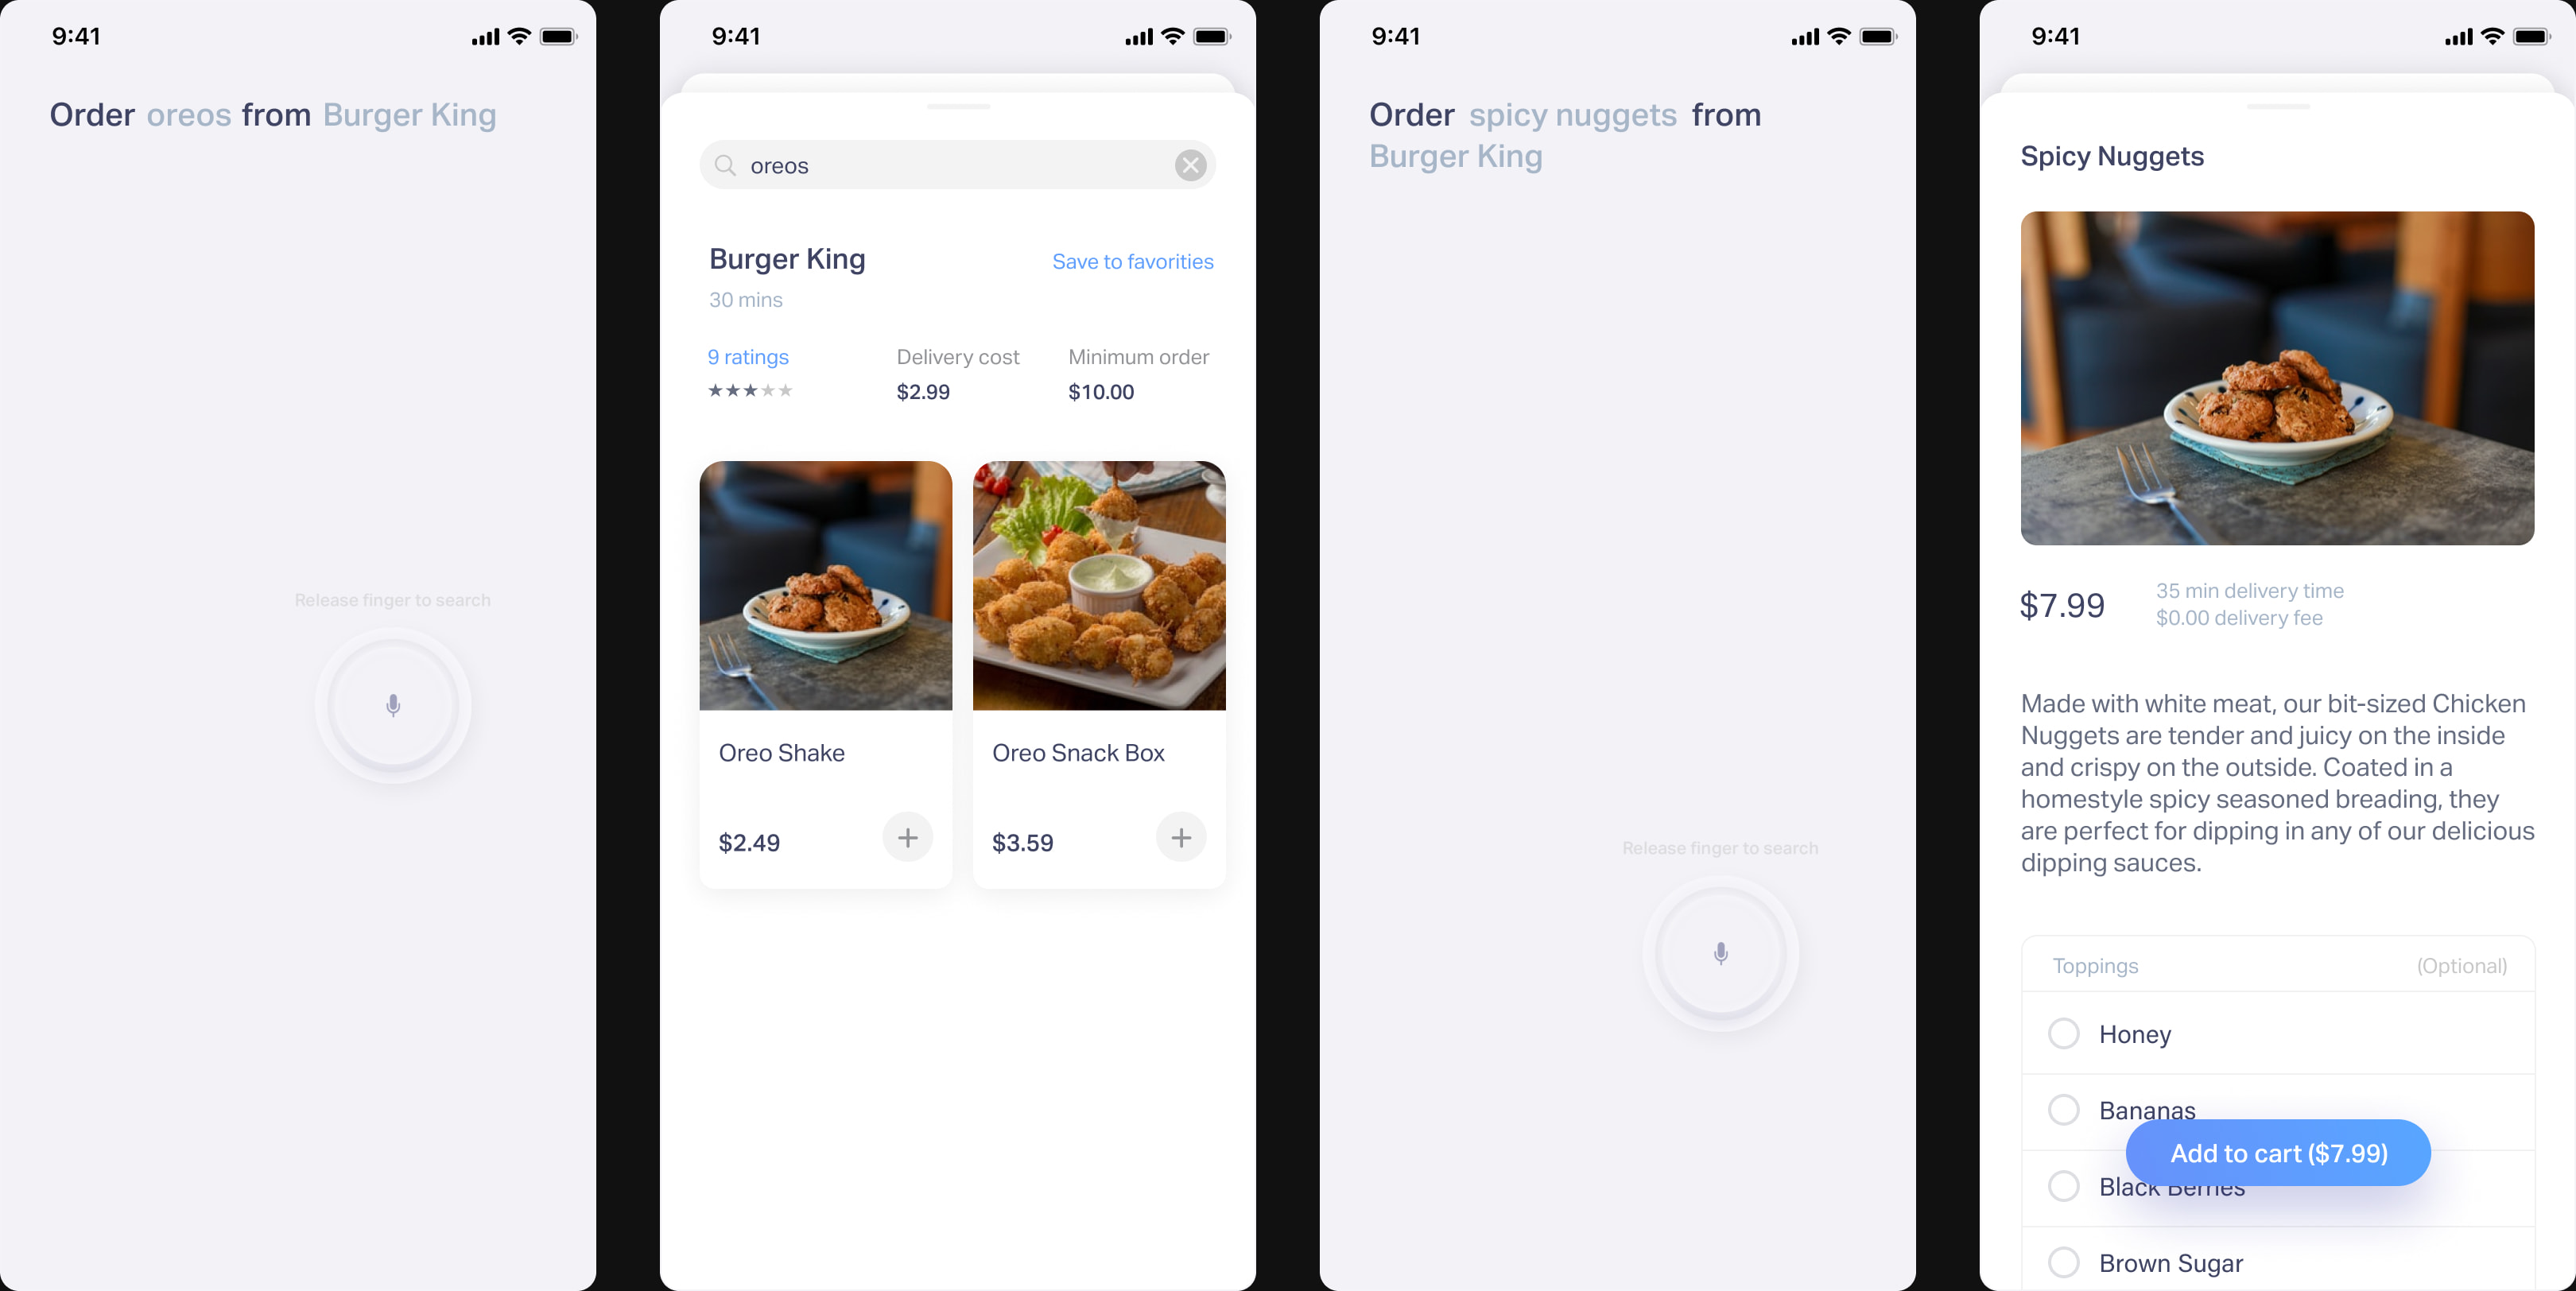 9:41
Order oreos from Burger King
Release finger to search
9:41
oreos
Burger King
Save to favorities
30 mins
9 ratings
Delivery cost
Minimum order
$2.99
$10.00
Oreo Shake
Oreo Snack Box
$2.49
$3.59
9:41
Order spicy nuggets from
Burger King
Release finger to search
9:41
Spicy Nuggets
$7.99
35 min delivery time
$0.00 delivery fee
Made with white meat, our bit-sized Chicken
Nuggets are tender and juicy on the inside
and crispy on the outside. Coated in a
homestyle spicy seasoned breading, they
are perfect for dipping in any of our delicious
dipping sauces.
Toppings
(Optional)
Honey
Bananas
Add to cart ($7.99)
Black Berries
Brown Sugar